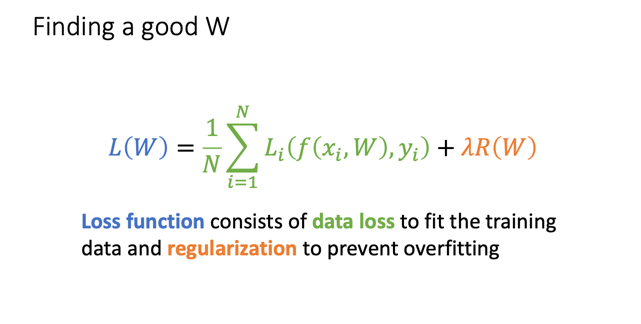 Finding a good W
L(W) = \frac{1}{N} \sum_{i=1}^{N} L_i(f(x_i, W), y_i) + λR(W)
Loss function consists of data loss to fit the training
data and regularization to prevent overfitting